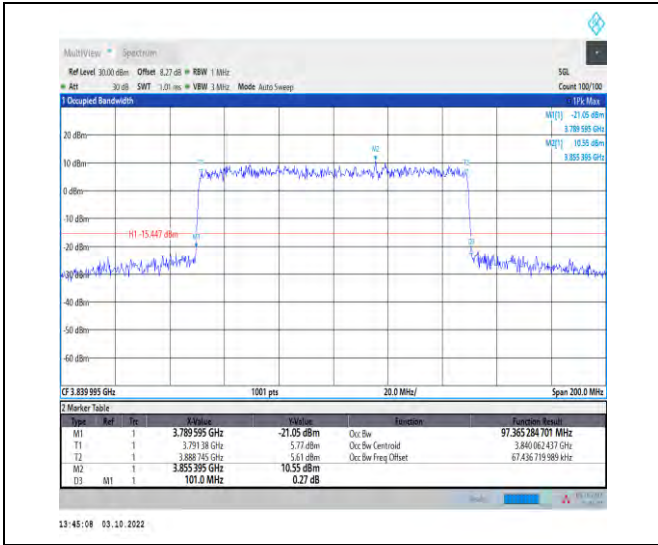 MultiView Spectrum
Ref Level 30.00 dBm Offset 8.27 dB RBW 1 MHz SGL
Att 30 dB SWT 1.01 ms VBW 3 MHz Mode Auto Sweep Count 100/100
1 Occupied Bandwidth 1Pk Max
M1[1] -21.05 dBm
3.789 595 GHz
M2[1] 10.55 dBm
3.855 395 GHz
20 dBm
M2
10 dBm
T1
T2
0 dBm
-10 dBm
H1 -15.447 dBm
M1
-20 dBm
D3
-30 dBm
-40 dBm
-50 dBm
-60 dBm
CF 3.839 995 GHz 1001 pts 20.0 MHz/ Span 200.0 MHz
2 Marker Table
Type Ref Trc X-Value Y-Value Function Function Result
M1 1 3.789 595 GHz -21.05 dBm Occ Bw 97.365 284 701 MHz
T1 1 3.791 38 GHz 5.77 dBm Occ Bw Centroid 3.840 062 437 GHz
T2 1 3.888 745 GHz 5.61 dBm Occ Bw Freq Offset 67.436 719 989 kHz
M2 1 3.855 395 GHz 10.55 dBm
D3 M1 1 101.0 MHz 0.27 dB
13:45:08 03.10.2022